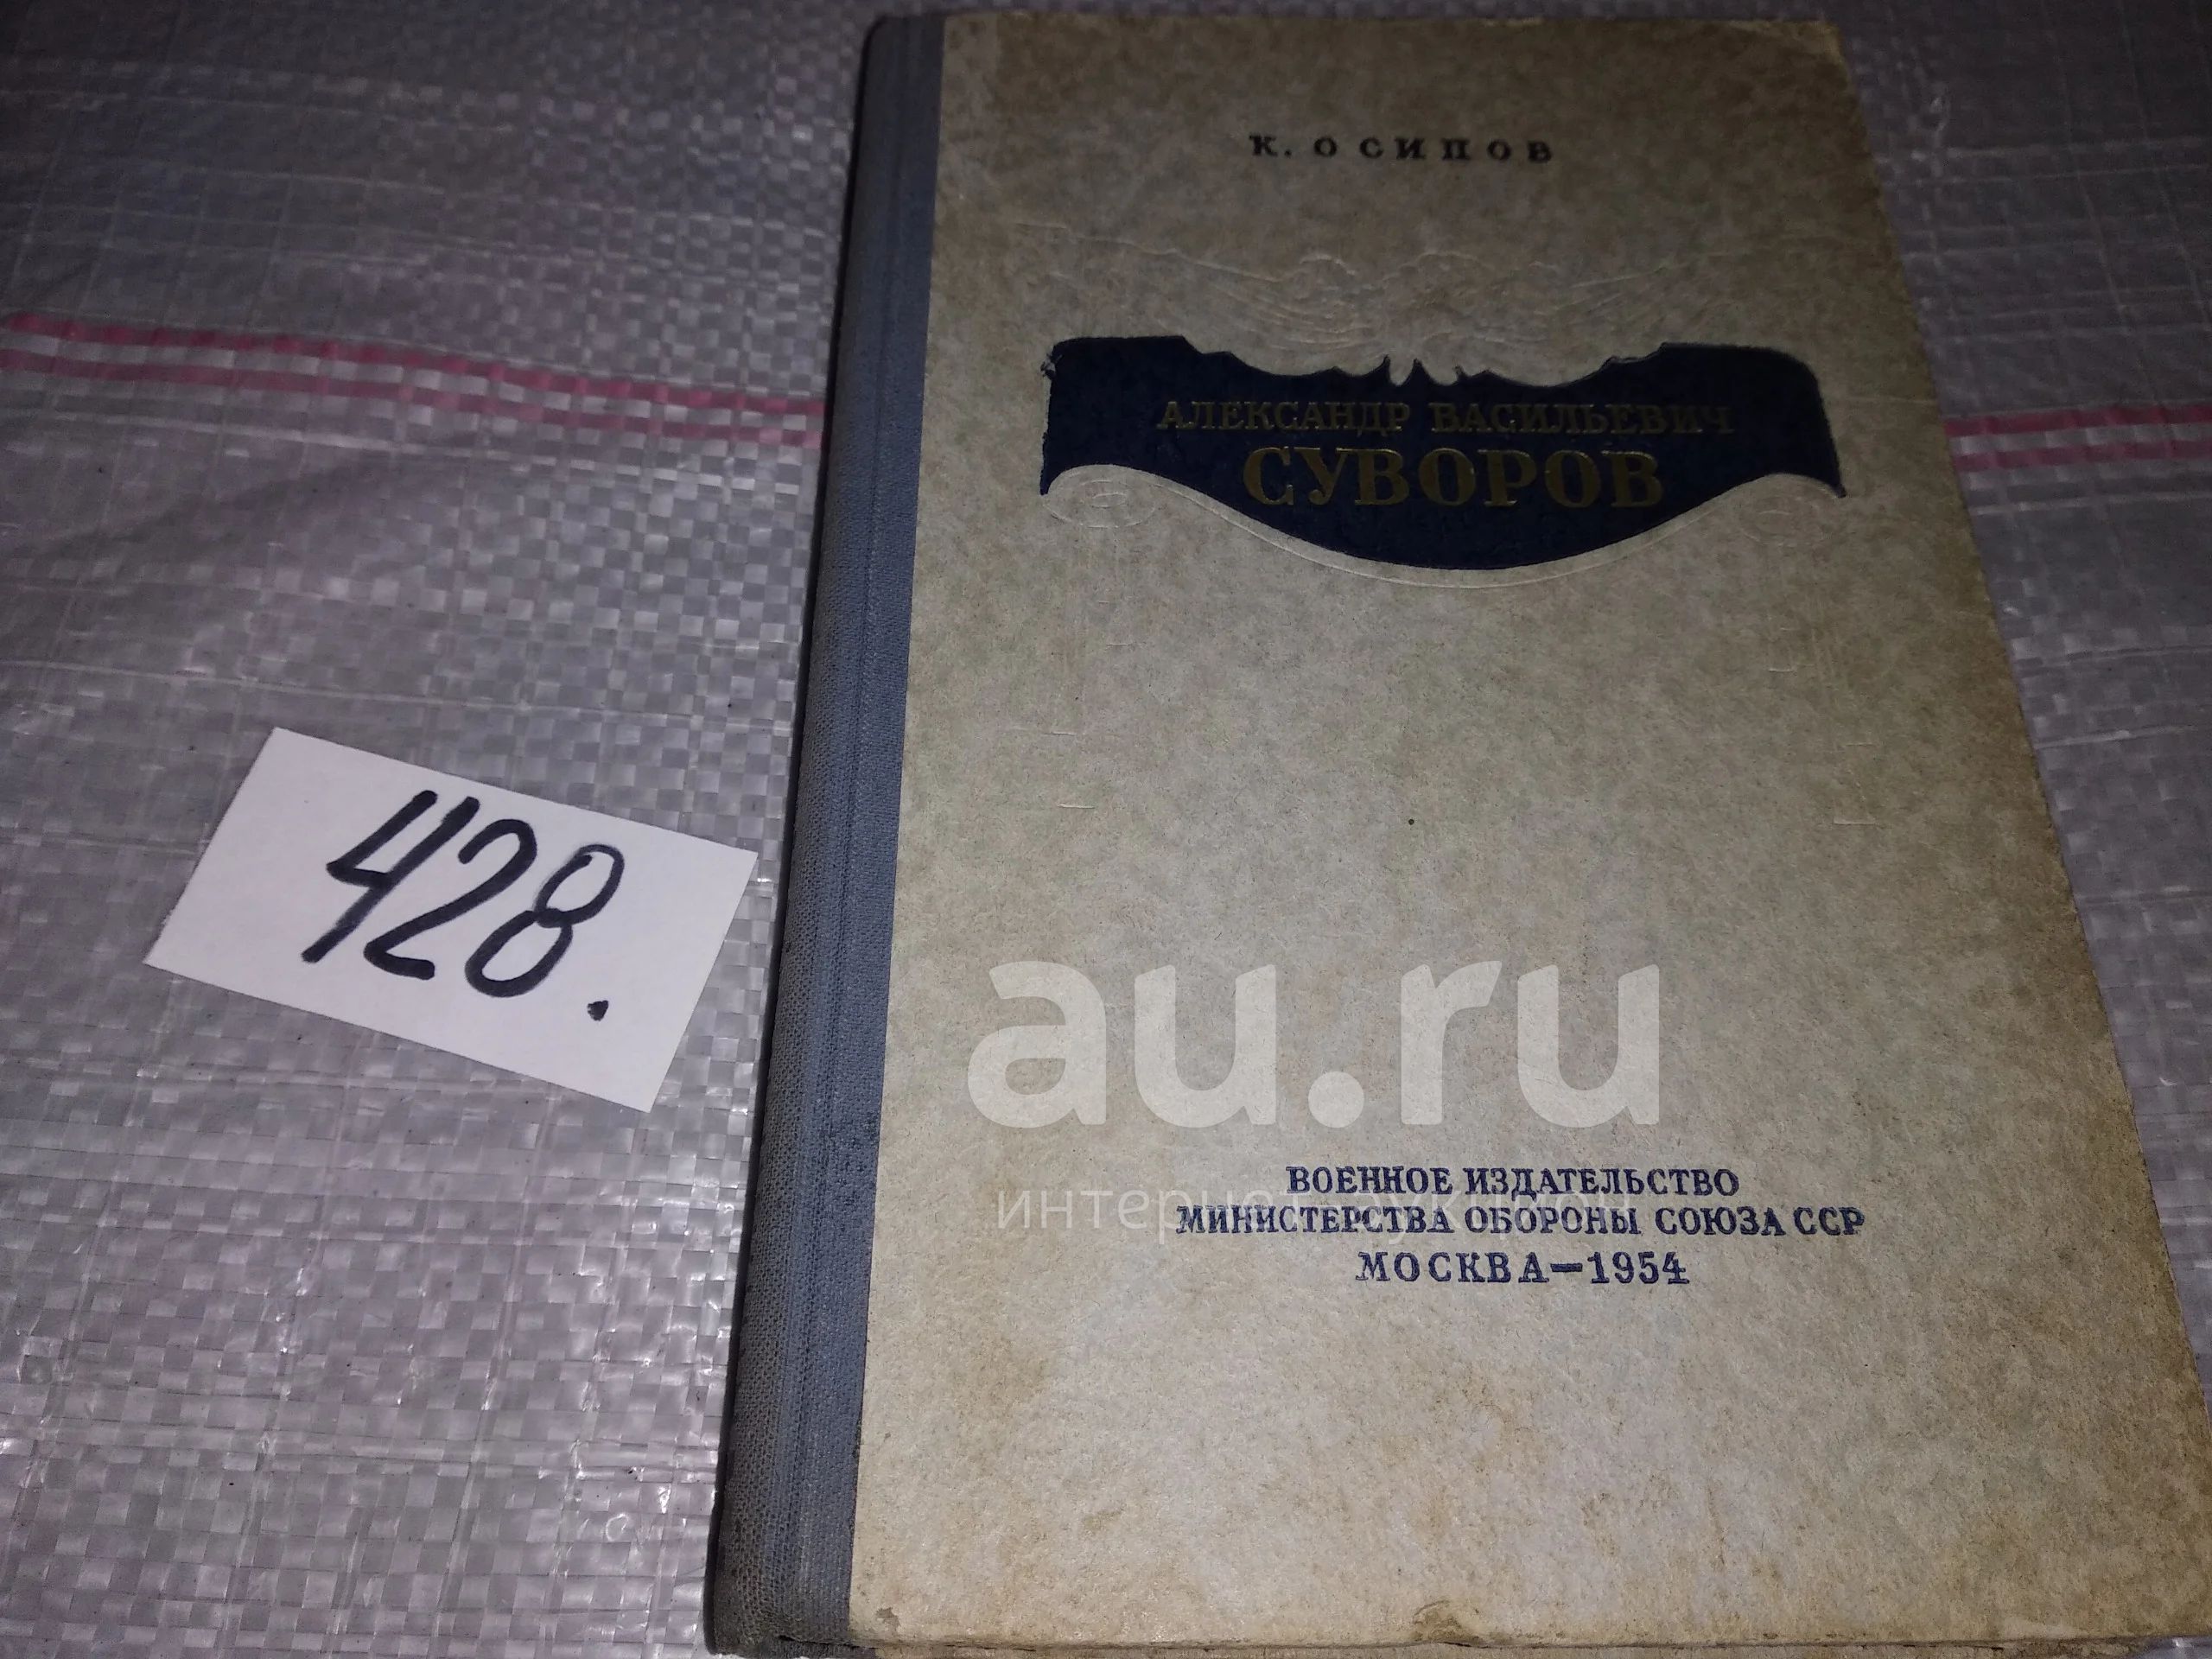 К. ОСИПОВ
АЛЕКСАНДР ВАСИЛЬЕВИЧ
СУВОРОВ
428.
au.ru
ВОЕННОЕ ИЗДАТЕЛЬСТВО
МИНИСТЕРСТВА ОБОРОНЫ СОЮЗА ССР
МОСКВА—1954